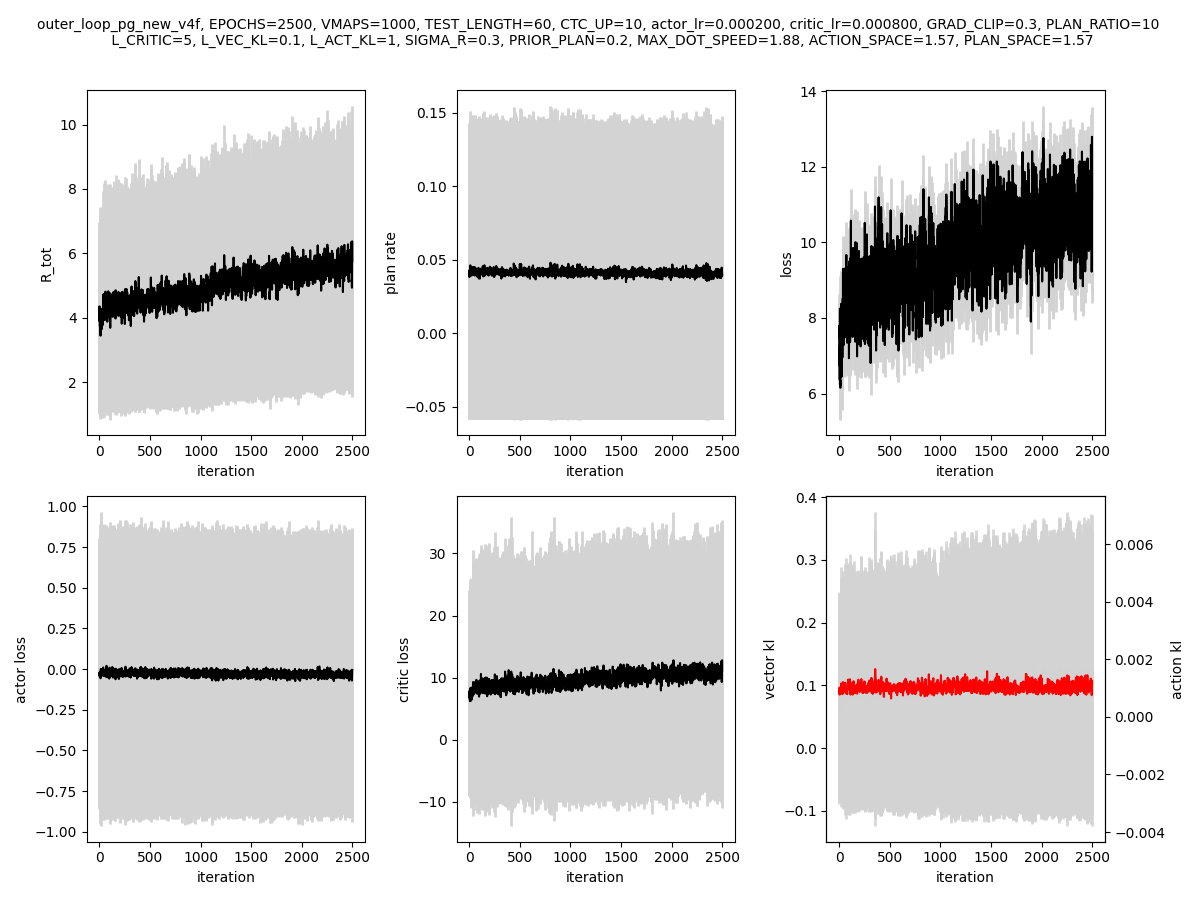 outer_loop_pg_new_v4f, EPOCHS=2500, VMAPS=1000, TEST_LENGTH=60, CTC_UP=10, actor_lr=0.000200, critic_lr=0.000800, GRAD_CLIP=0.3, PLAN_RATIO=10
L_CRITIC=5, L_VEC_KL=0.1, L_ACT_KL=1, SIGMA_R=0.3, PRIOR_PLAN=0.2, MAX_DOT_SPEED=1.88, ACTION_SPACE=1.57, PLAN_SPACE=1.57
R_tot
10
8
6
4
2
0 500 1000 1500 2000 2500
iteration
plan rate
0.15
0.10
0.05
0.00
−0.05
0 500 1000 1500 2000 2500
iteration
loss
14
12
10
8
6
0 500 1000 1500 2000 2500
iteration
actor loss
1.00
0.75
0.50
0.25
0.00
−0.25
−0.50
−0.75
−1.00
0 500 1000 1500 2000 2500
iteration
critic loss
30
20
10
0
−10
0 500 1000 1500 2000 2500
iteration
vector kl
0.4
0.3
0.2
0.1
0.0
−0.1
0 500 1000 1500 2000 2500
iteration
0.006
0.004
0.002
0.000
−0.002
−0.004
action kl